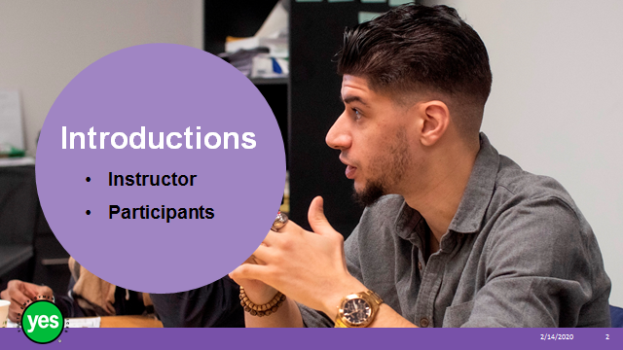 Introductions
• Instructor
• Participants
yes
2/14/2020
2